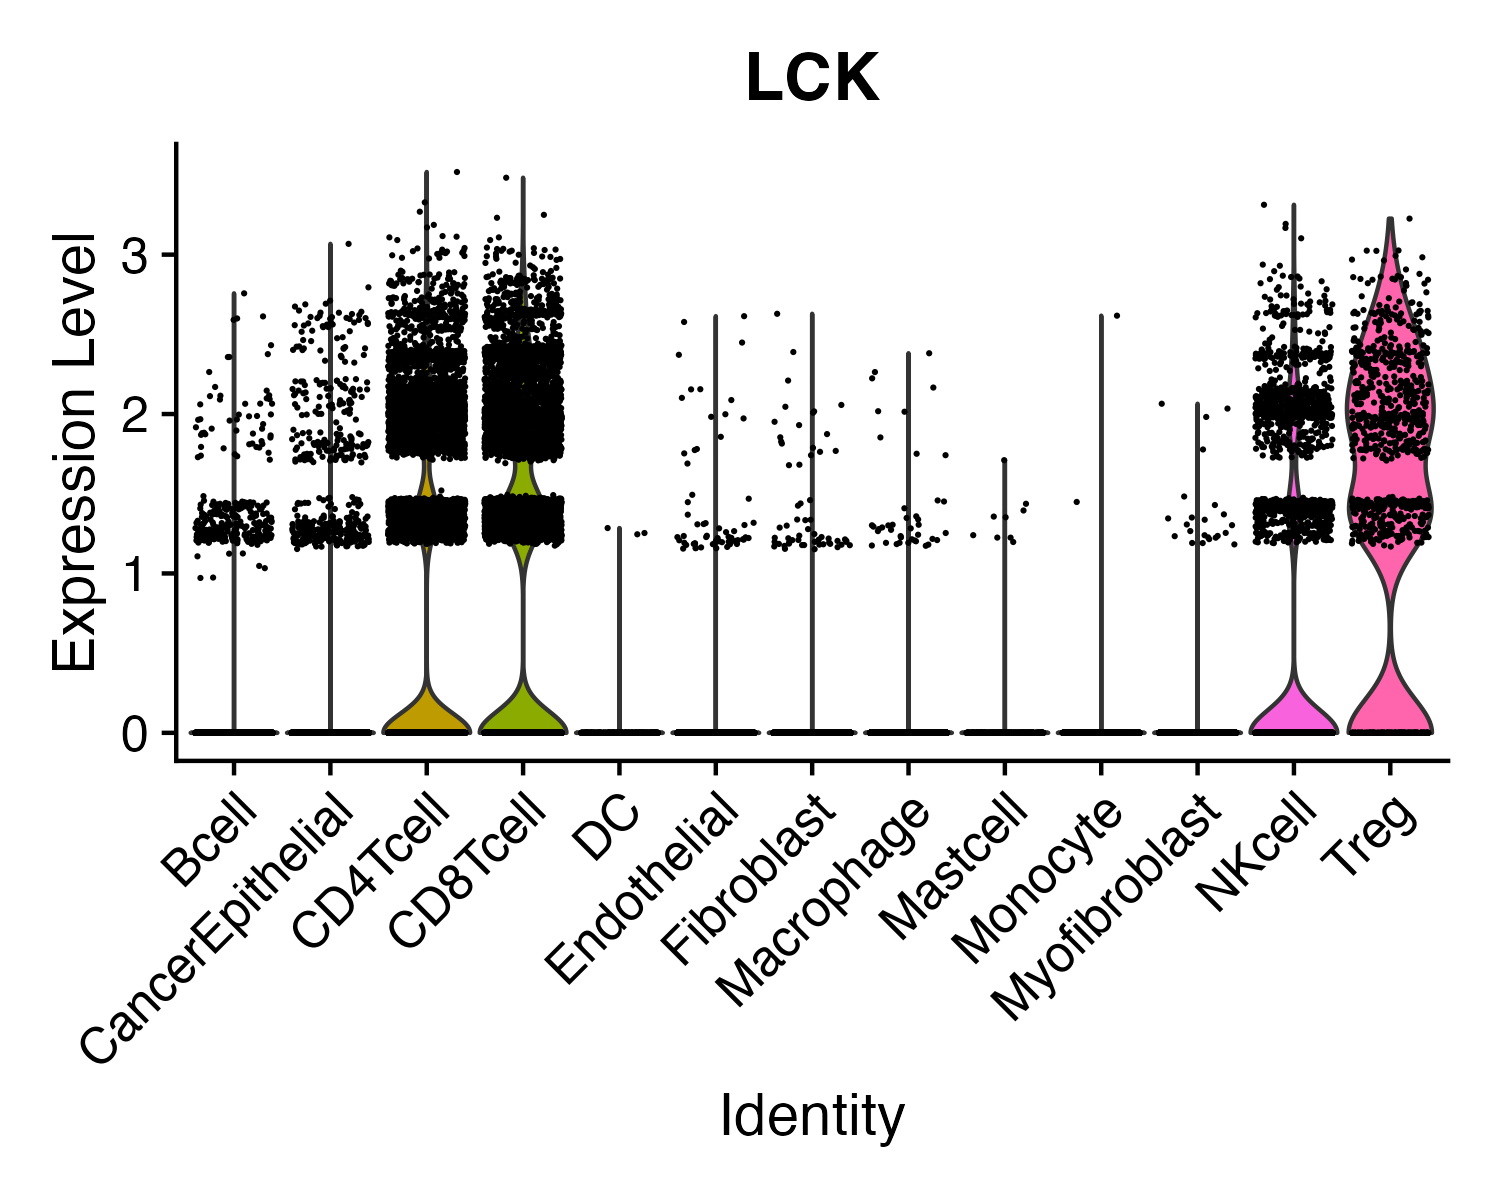 LCK
Expression Level
3
2
1
0
Bcell
CancerEpithelial
CD4Tcell
CD8Tcell
DC
Endothelial
Fibroblast
Macrophage
Mastcell
Monocyte
Myofibroblast
NKcell
Treg
Identity